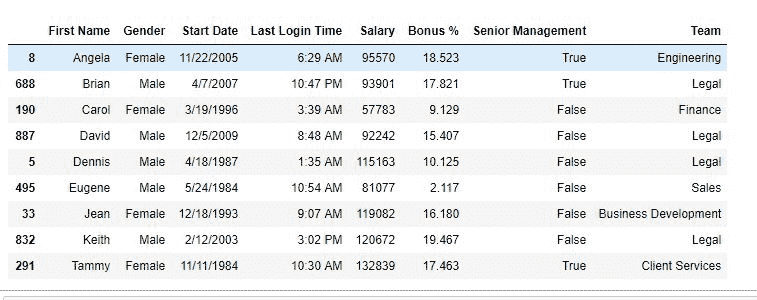 First Name Gender Start Date Last Login Time Salary Bonus % Senior Management Team
8 Angela Female 11/22/2005 6:29 AM 95570 18.523 True Engineering
688 Brian Male 4/7/2007 10:47 PM 93901 17.821 True Legal
190 Carol Female 3/19/1996 3:39 AM 57783 9.129 False Finance
887 David Male 12/5/2009 8:48 AM 92242 15.407 False Legal
5 Dennis Male 4/18/1987 1:35 AM 115163 10.125 False Legal
495 Eugene Male 5/24/1984 10:54 AM 81077 2.117 False Sales
33 Jean Female 12/18/1993 9:07 AM 119082 16.180 False Business Development
832 Keith Male 2/12/2003 3:02 PM 120672 19.467 False Legal
291 Tammy Female 11/11/1984 10:30 AM 132839 17.463 True Client Services